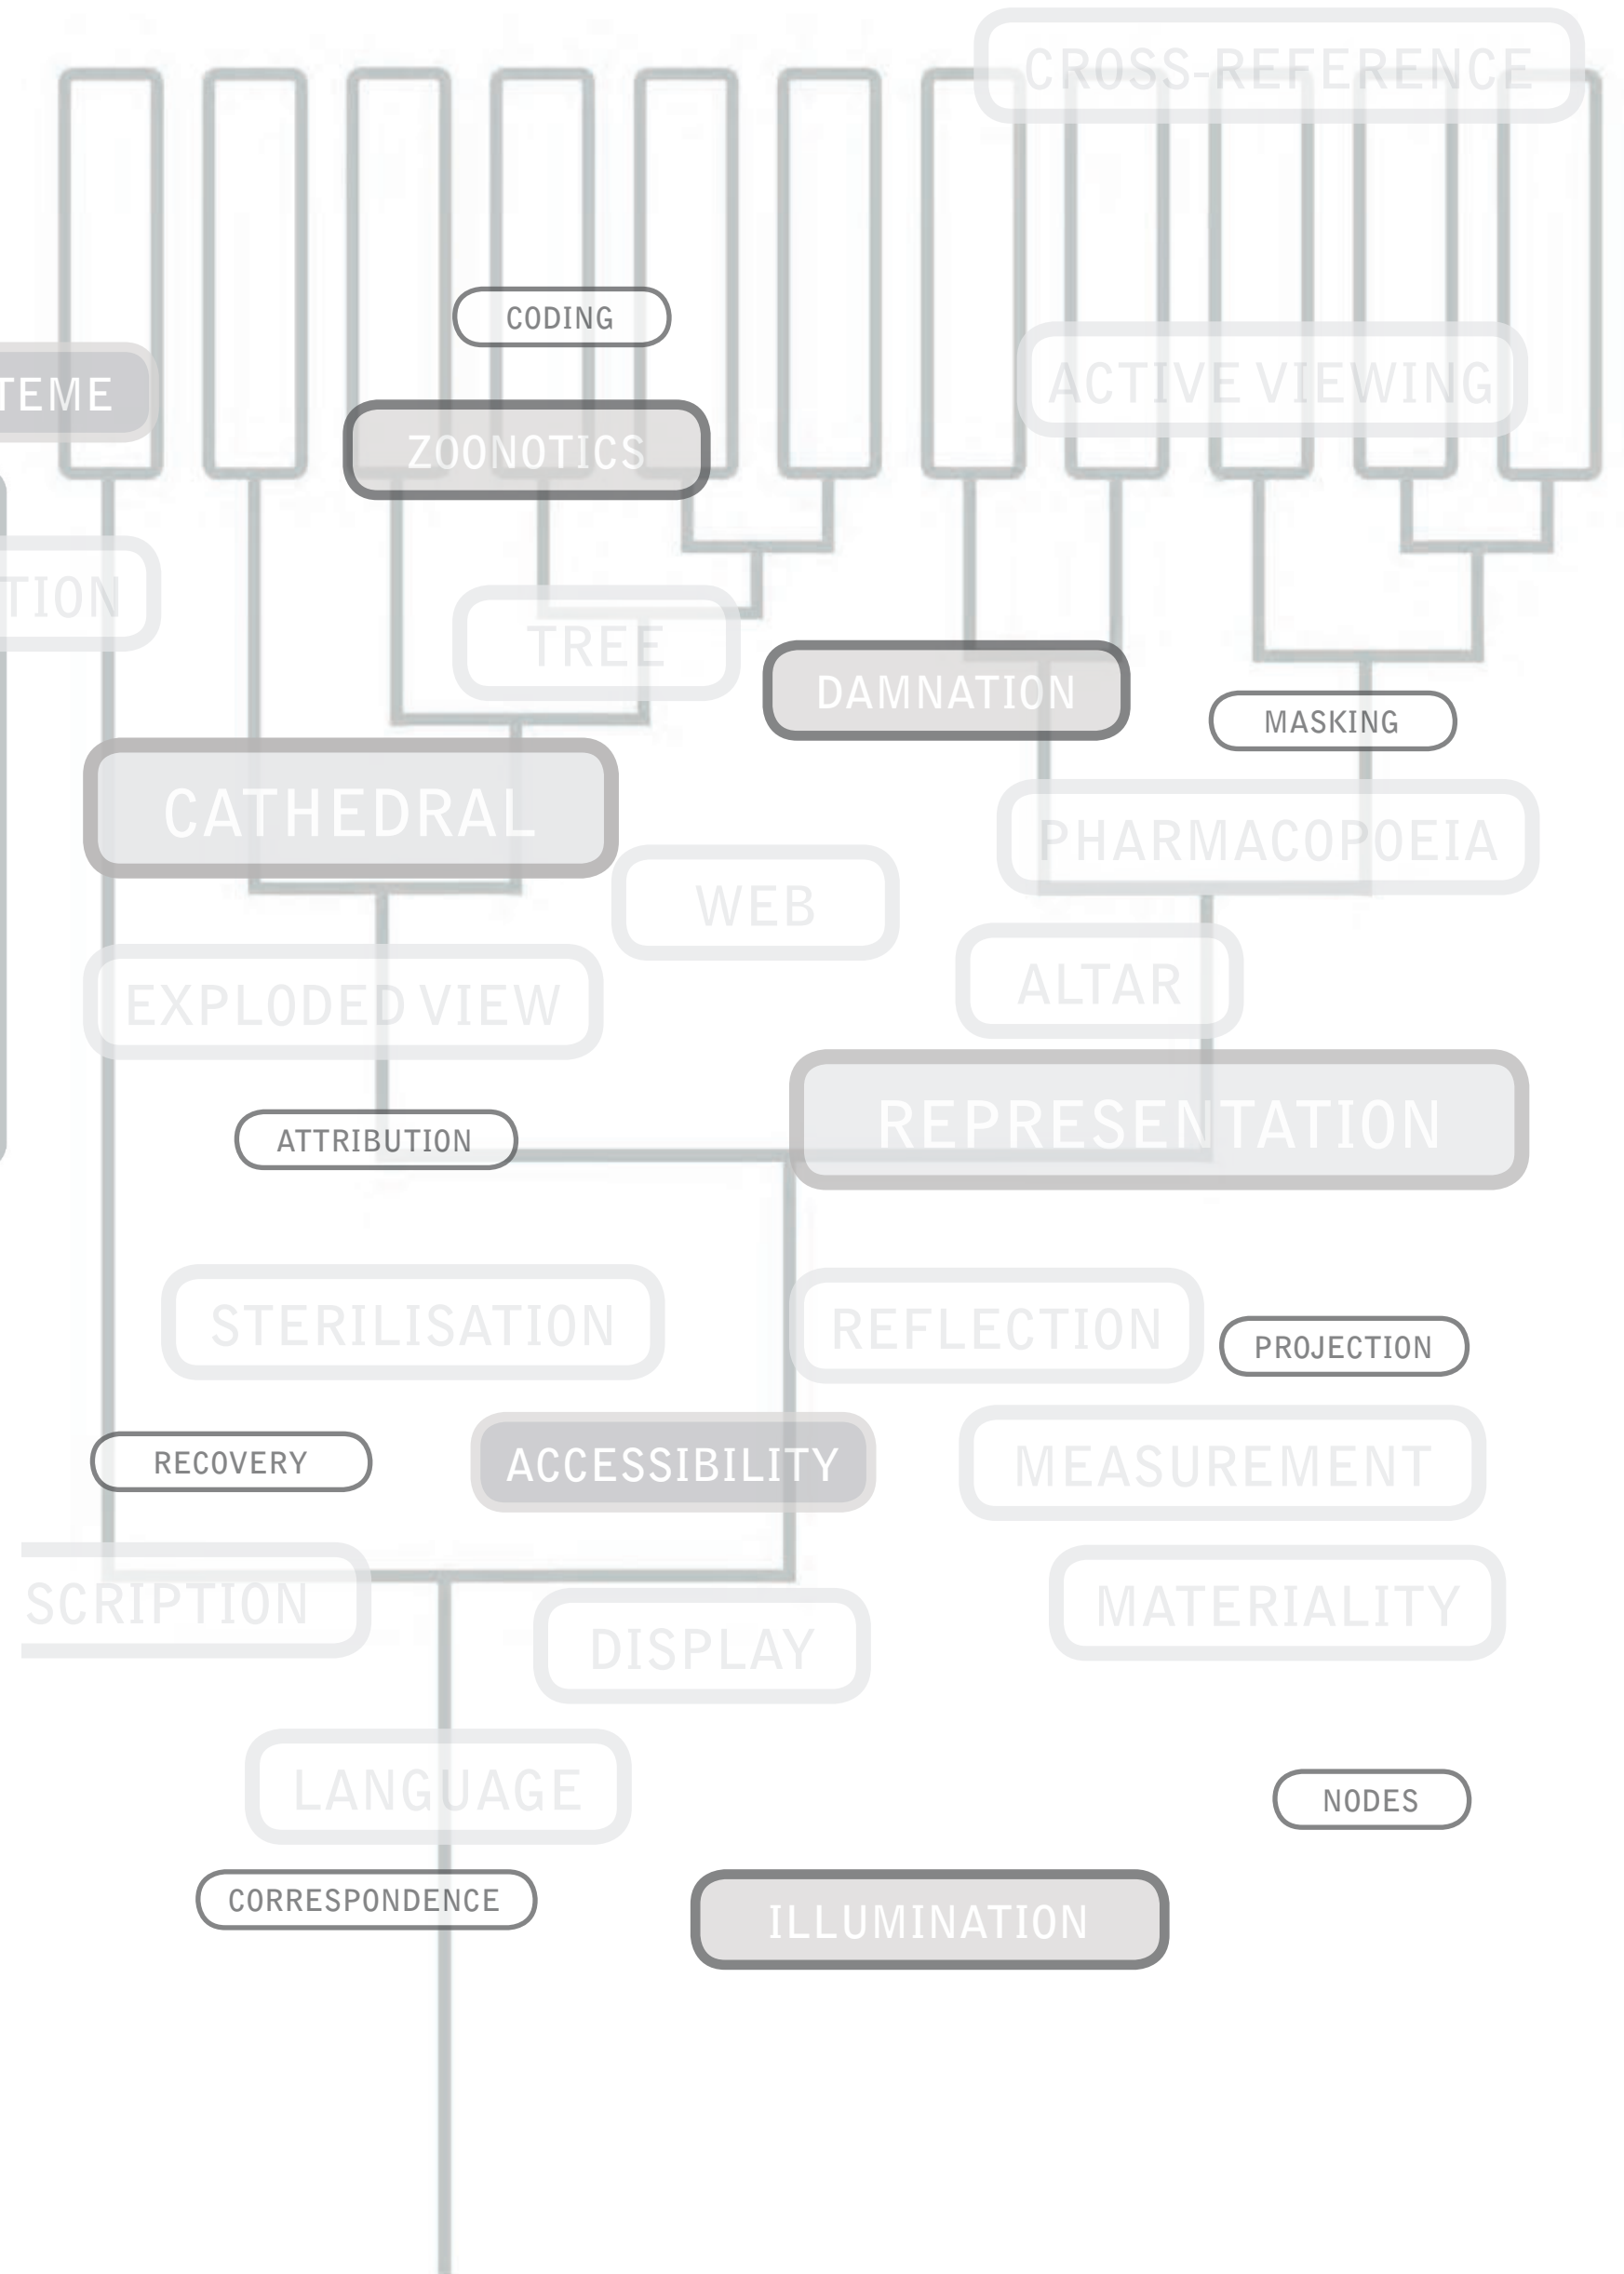 CROSS-REFERENCE
CODING
ACTIVE VIEWING
TEME
ZOONOTICS
TION
TREE
DAMNATION
MASKING
CATHEDRAL
PHARMACOPOEIA
WEB
ALTAR
EXPLODED VIEW
REPRESENTATION
ATTRIBUTION
STERILISATION
REFLECTION
PROJECTION
RECOVERY
ACCESSIBILITY
MEASUREMENT
SCRIPTION
MATERIALITY
DISPLAY
LANGUAGE
NODES
CORRESPONDENCE
ILLUMINATION